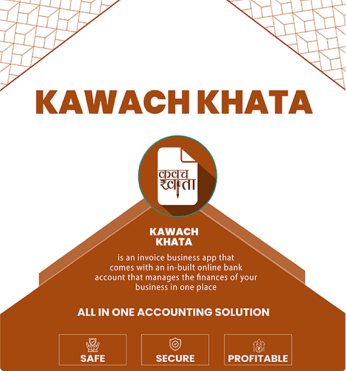 KAWACH KHATA
कवच
खाता
KAWACH
KHATA
is an invoice business app that
comes with an in-built online bank
account that manages the finances of your
business in one place
ALL IN ONE ACCOUNTING SOLUTION
SAFE
SECURE
PROFITABLE